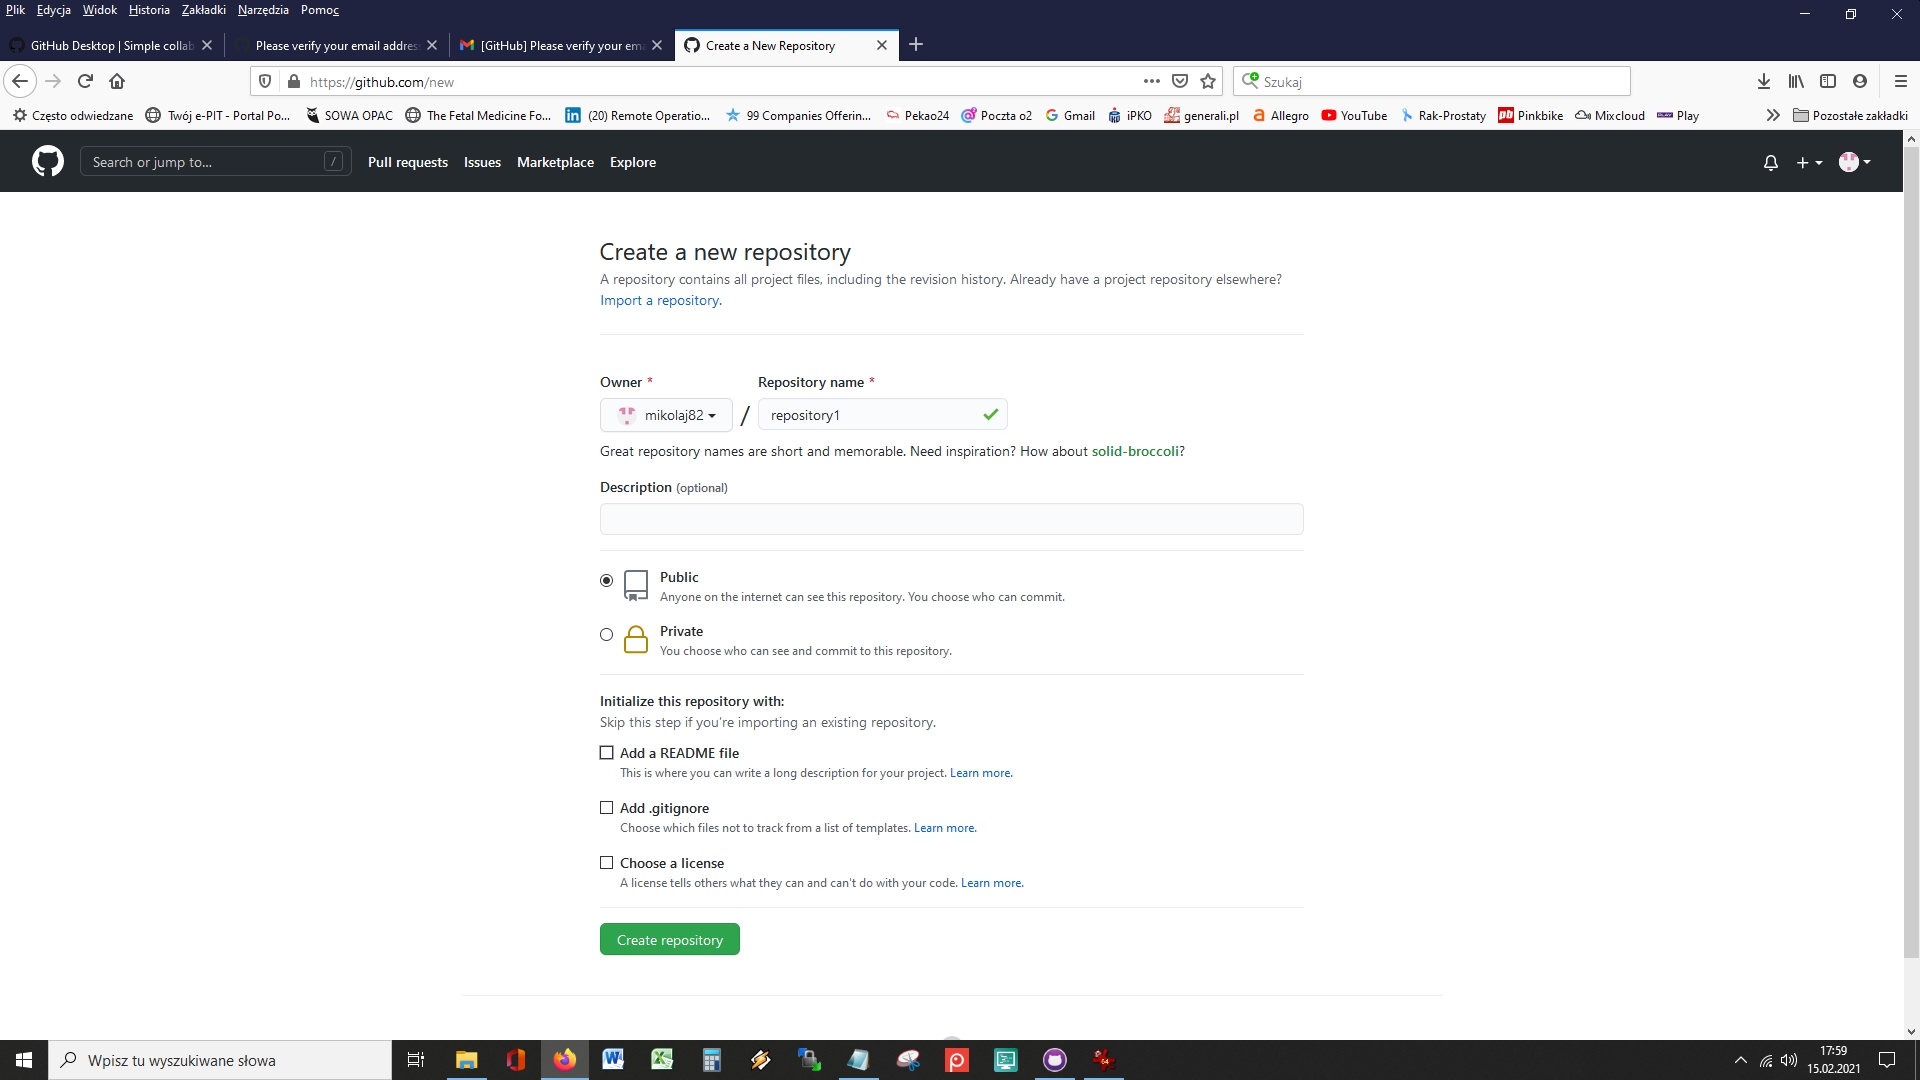 Plik Edycja Widok Historia Zakładki Narzędzia Pomoc
GitHub Desktop | Simple collab
Please verify your email addres
[GitHub] Please verify your ema
Create a New Repository
https://github.com/new
Szukaj
Często odwiedzane Twój e-PIT - Portal Po... SOWA OPAC The Fetal Medicine Fo... (20) Remote Operatio... 99 Companies Offerin... Pekao24 Poczta o2 Gmail iPKO generali.pl Allegro YouTube Rak-Prostaty Pinkbike Mixcloud Play Pozostałe zakładki
Search or jump to... / Pull requests Issues Marketplace Explore
Create a new repository
A repository contains all project files, including the revision history. Already have a project repository elsewhere?
Import a repository.
Owner * Repository name *
mikolaj82 / repository1
Great repository names are short and memorable. Need inspiration? How about solid-broccoli?
Description (optional)
Public
Anyone on the internet can see this repository. You choose who can commit.
Private
You choose who can see and commit to this repository.
Initialize this repository with:
Skip this step if you're importing an existing repository.
Add a README file
This is where you can write a long description for your project. Learn more.
Add .gitignore
Choose which files not to track from a list of templates. Learn more.
Choose a license
A license tells others what they can and can't do with your code. Learn more.
Create repository
Wpisz tu wyszukiwane słowa
17:59
15.02.2021